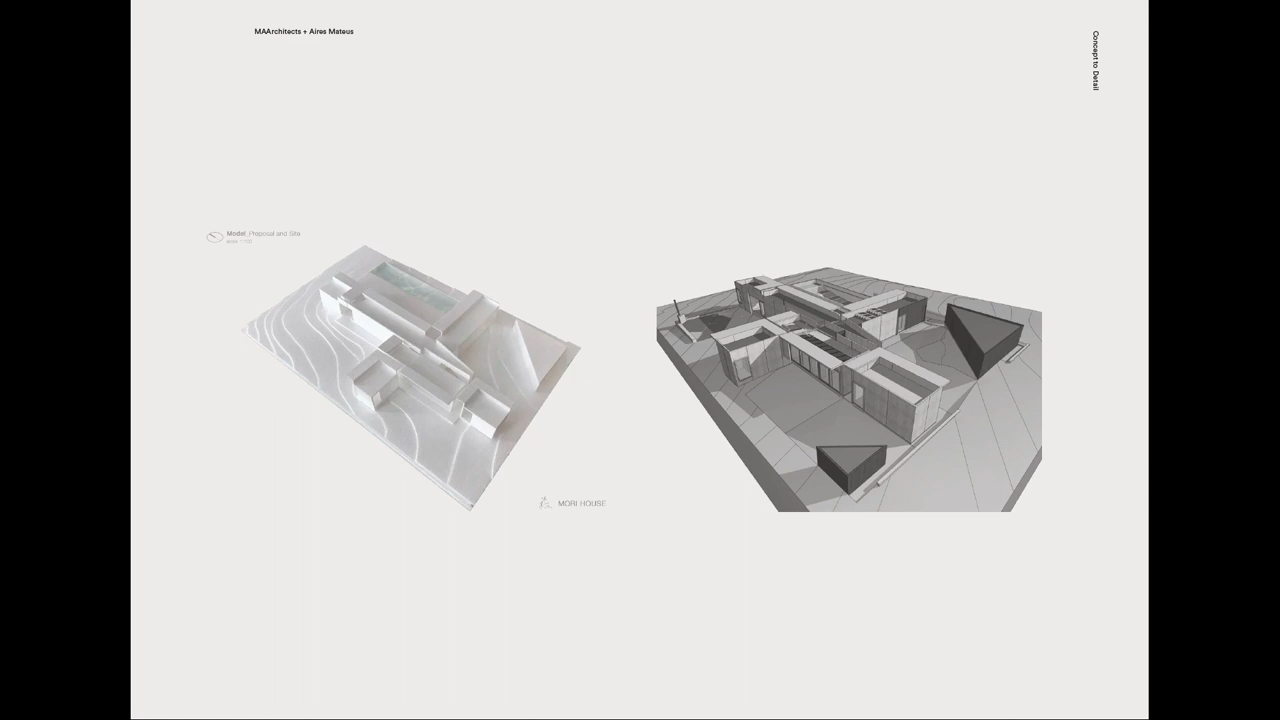 MAArchitects + Aires Mateus
Concept to Detail
Model_Proposal and Site
MORI HOUSE